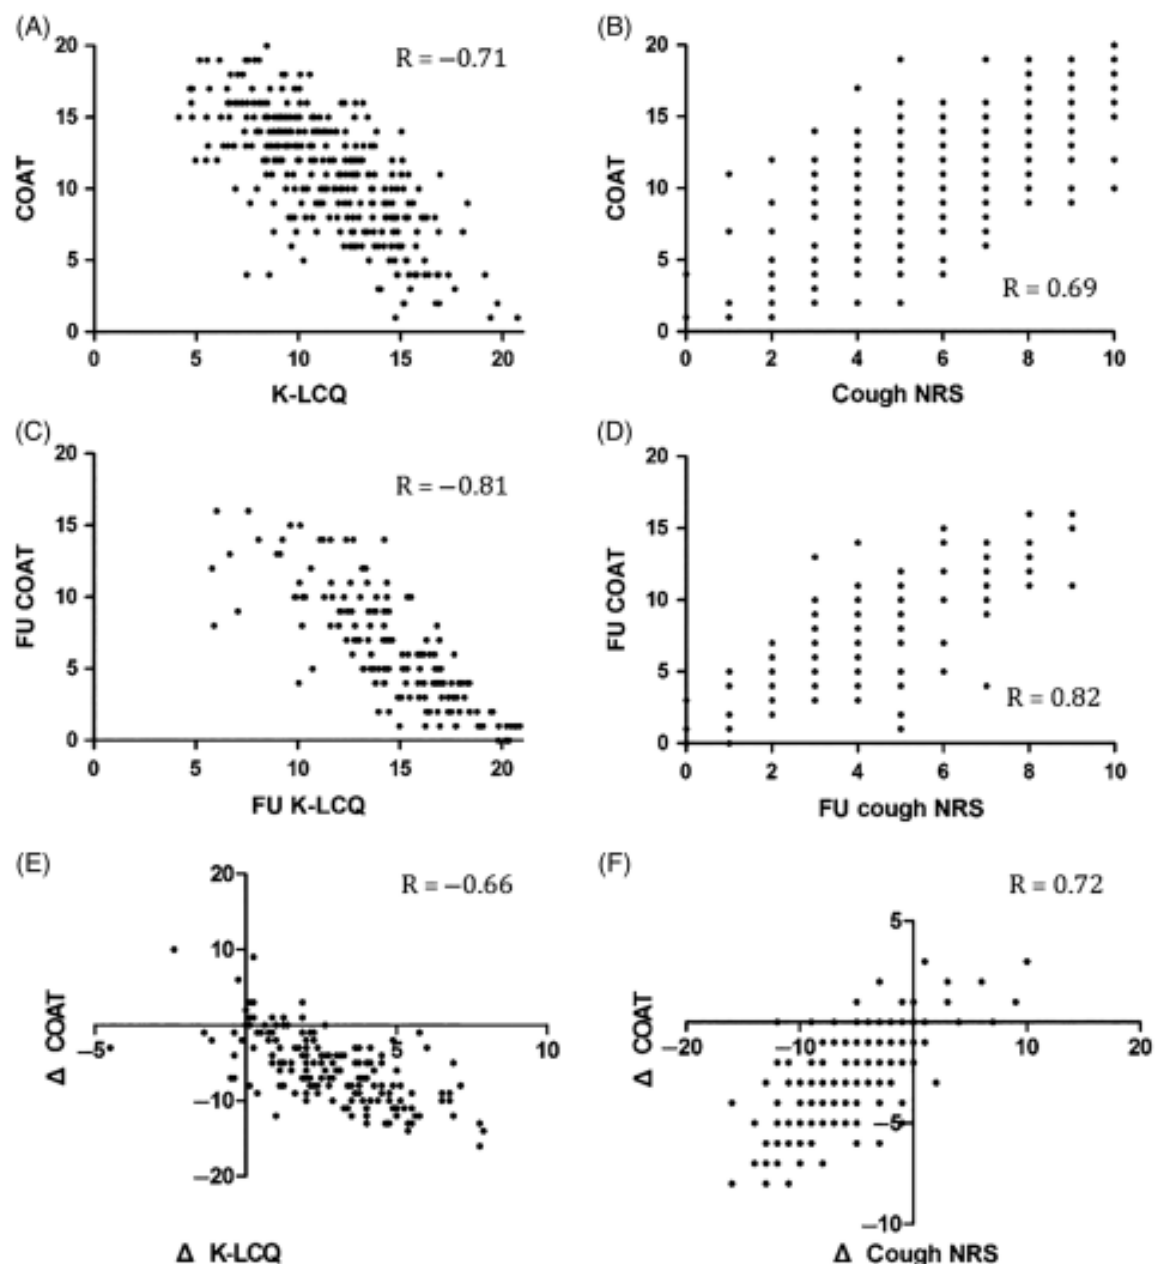 (A)
R = −0.71
COAT
20
15
10
5
0
0 5 10 15 20
K-LCQ
(B)
COAT
20
15
10
5
0
R = 0.69
0 2 4 6 8 10
Cough NRS
(C)
R = −0.81
FU COAT
20
15
10
5
0
0 5 10 15 20
FU K-LCQ
(D)
FU COAT
20
15
10
5
0
R = 0.82
0 2 4 6 8 10
FU cough NRS
(E)
R = −0.66
Δ COAT
20
10
−5 5 10
−10
−20
Δ K-LCQ
(F)
R = 0.72
Δ COAT
5
−20 −10 10 20
−5
−10
Δ Cough NRS